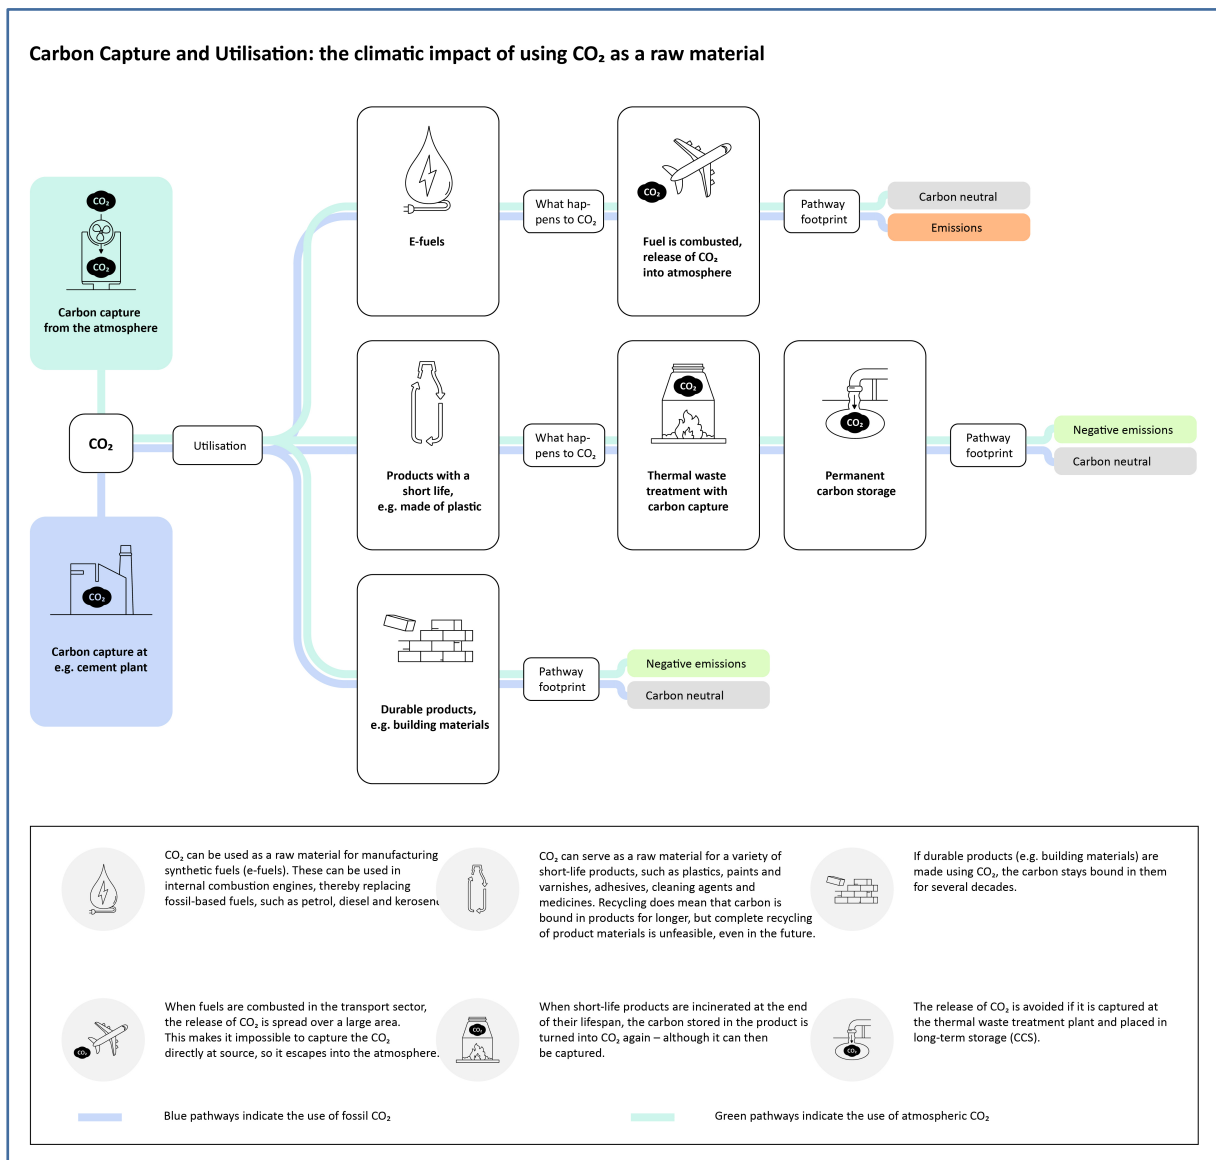 Carbon Capture and Utilisation: the climatic impact of using CO₂ as a raw material
CO₂
CO₂
Carbon capture
from the atmosphere
CO₂
Utilisation
CO₂
Carbon capture at
e.g. cement plant
E-fuels
What hap-
pens to CO₂
CO₂
Fuel is combusted,
release of CO₂
into atmosphere
Pathway
footprint
Carbon neutral
Emissions
Products with a
short life,
e.g. made of plastic
What hap-
pens to CO₂
CO₂
Thermal waste
treatment with
carbon capture
CO₂
Permanent
carbon storage
Pathway
footprint
Negative emissions
Carbon neutral
Durable products,
e.g. building materials
Pathway
footprint
Negative emissions
Carbon neutral
CO₂ can be used as a raw material for manufacturing
synthetic fuels (e-fuels). These can be used in
internal combustion engines, thereby replacing
fossil-based fuels, such as petrol, diesel and kerosene
CO₂ can serve as a raw material for a variety of
short-life products, such as plastics, paints and
varnishes, adhesives, cleaning agents and
medicines. Recycling does mean that carbon is
bound in products for longer, but complete recycling
of product materials is unfeasible, even in the future.
If durable products (e.g. building materials) are
made using CO₂, the carbon stays bound in them
for several decades.
CO₂
When fuels are combusted in the transport sector,
the release of CO₂ is spread over a large area.
This makes it impossible to capture the CO₂
directly at source, so it escapes into the atmosphere.
CO₂
When short-life products are incinerated at the end
of their lifespan, the carbon stored in the product is
turned into CO₂ again – although it can then
be captured.
CO₂
The release of CO₂ is avoided if it is captured at
the thermal waste treatment plant and placed in
long-term storage (CCS).
Blue pathways indicate the use of fossil CO₂
Green pathways indicate the use of atmospheric CO₂